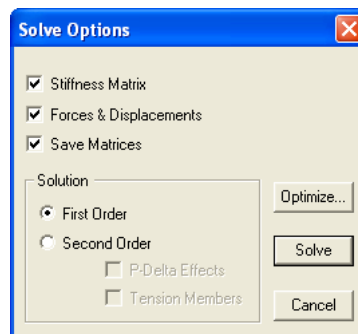 Solve Options
Stiffness Matrix
Forces & Displacements
Save Matrices
Solution
First Order
Second Order
P-Delta Effects
Tension Members
Optimize...
Solve
Cancel